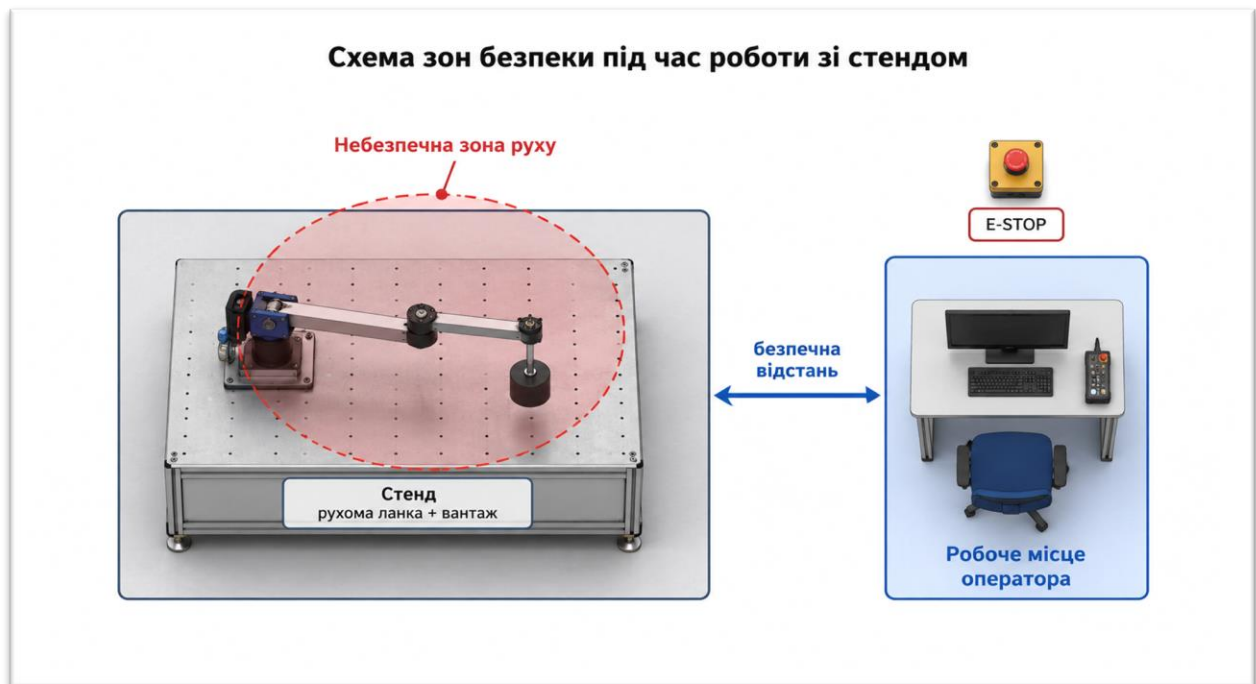 Схема зон безпеки під час роботи зі стендом
Небезпечна зона руху
E-STOP
безпечна
відстань
Стенд
рухома ланка + вантаж
Робоче місце
оператора